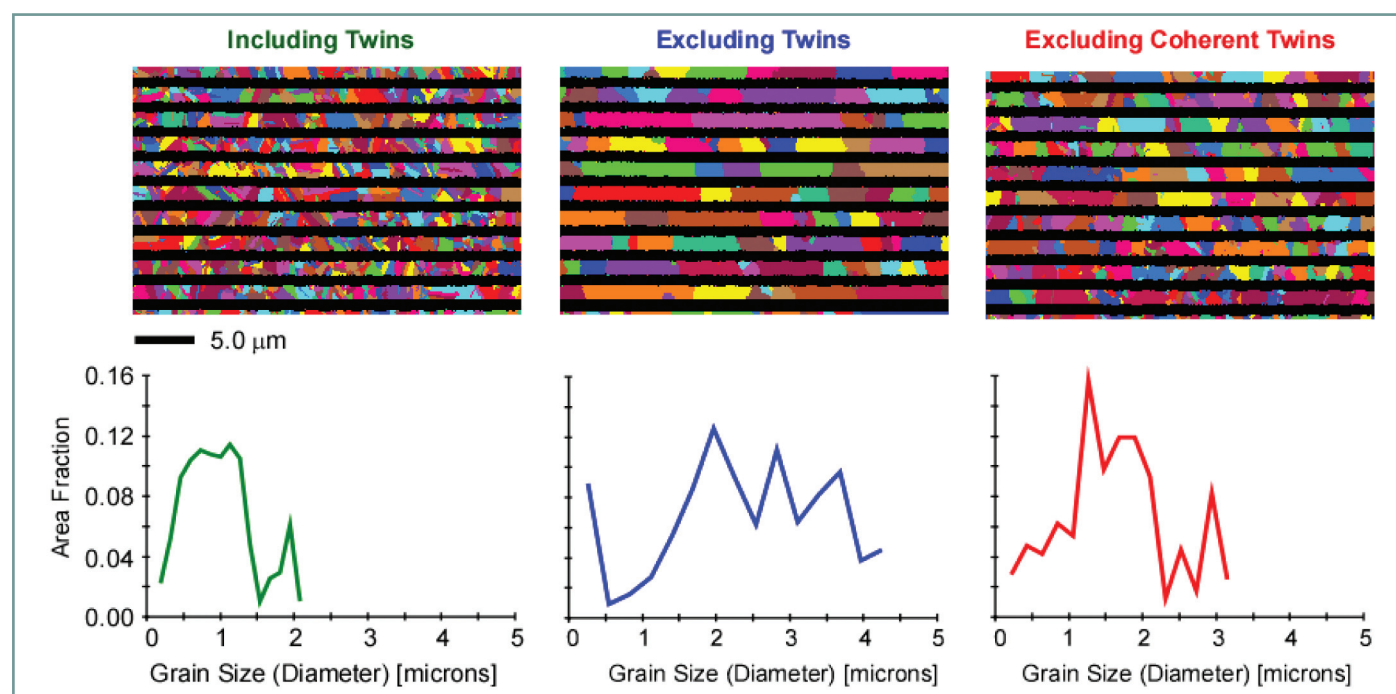 Including Twins
Excluding Twins
Excluding Coherent Twins
5.0 μm
Area Fraction
0.16
0.12
0.08
0.04
0.00
0 1 2 3 4 5
Grain Size (Diameter) [microns]
0 1 2 3 4 5
Grain Size (Diameter) [microns]
0 1 2 3 4 5
Grain Size (Diameter) [microns]